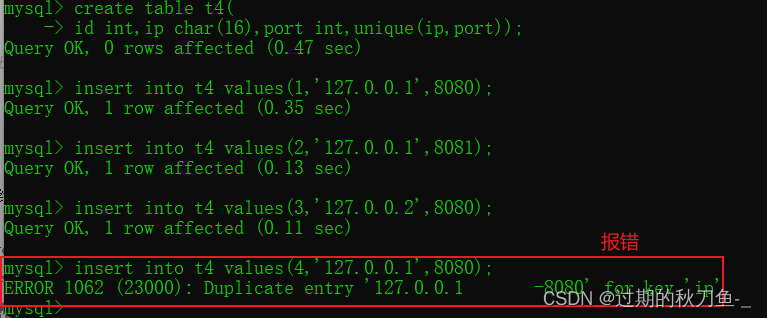 mysql> create table t4(
    -> id int,ip char(16),port int,unique(ip,port));
Query OK, 0 rows affected (0.47 sec)
mysql> insert into t4 values(1,'127.0.0.1',8080);
Query OK, 1 row affected (0.35 sec)
mysql> insert into t4 values(2,'127.0.0.1',8081);
Query OK, 1 row affected (0.13 sec)
mysql> insert into t4 values(3,'127.0.0.2',8080);
Query OK, 1 row affected (0.11 sec)
报错
mysql> insert into t4 values(4,'127.0.0.1',8080);
ERROR 1062 (23000): Duplicate entry '127.0.0.1       -8080' for key 'ip'
mysql>
CSDN @过期的秋刀鱼-_